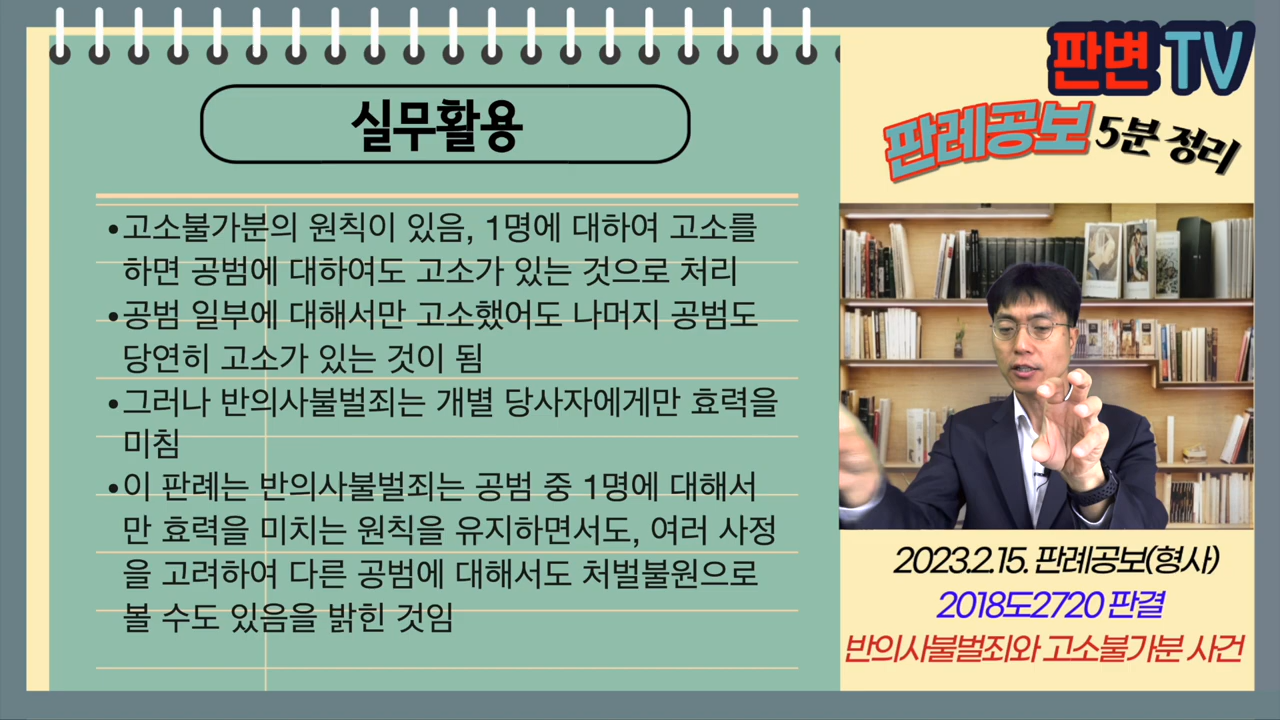 실무활용
•고소불가분의 원칙이 있음, 1명에 대하여 고소를
하면 공범에 대하여도 고소가 있는 것으로 처리
•공범 일부에 대해서만 고소했어도 나머지 공범도
당연히 고소가 있는 것이 됨
•그러나 반의사불벌죄는 개별 당사자에게만 효력을
미침
•이 판례는 반의사불벌죄는 공범 중 1명에 대해서
만 효력을 미치는 원칙을 유지하면서도, 여러 사정
을 고려하여 다른 공범에 대해서도 처벌불원으로
볼 수도 있음을 밝힌 것임
판변 TV
판례공보 5분 정리
2023.2.15. 판례공보(형사)
2018도2720 판결
반의사불벌죄와 고소불가분 사건